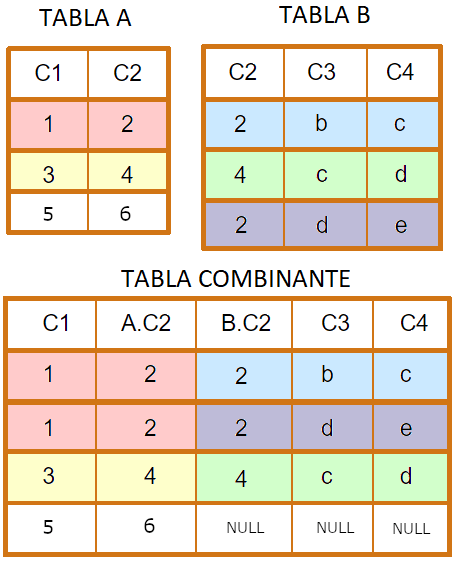 TABLA A
C1 C2
1 2
3 4
5 6
TABLA B
C2 C3 C4
2 b c
4 c d
2 d e
TABLA COMBINANTE
C1 A.C2 B.C2 C3 C4
1 2 2 b c
1 2 2 d e
3 4 4 c d
5 6 NULL NULL NULL